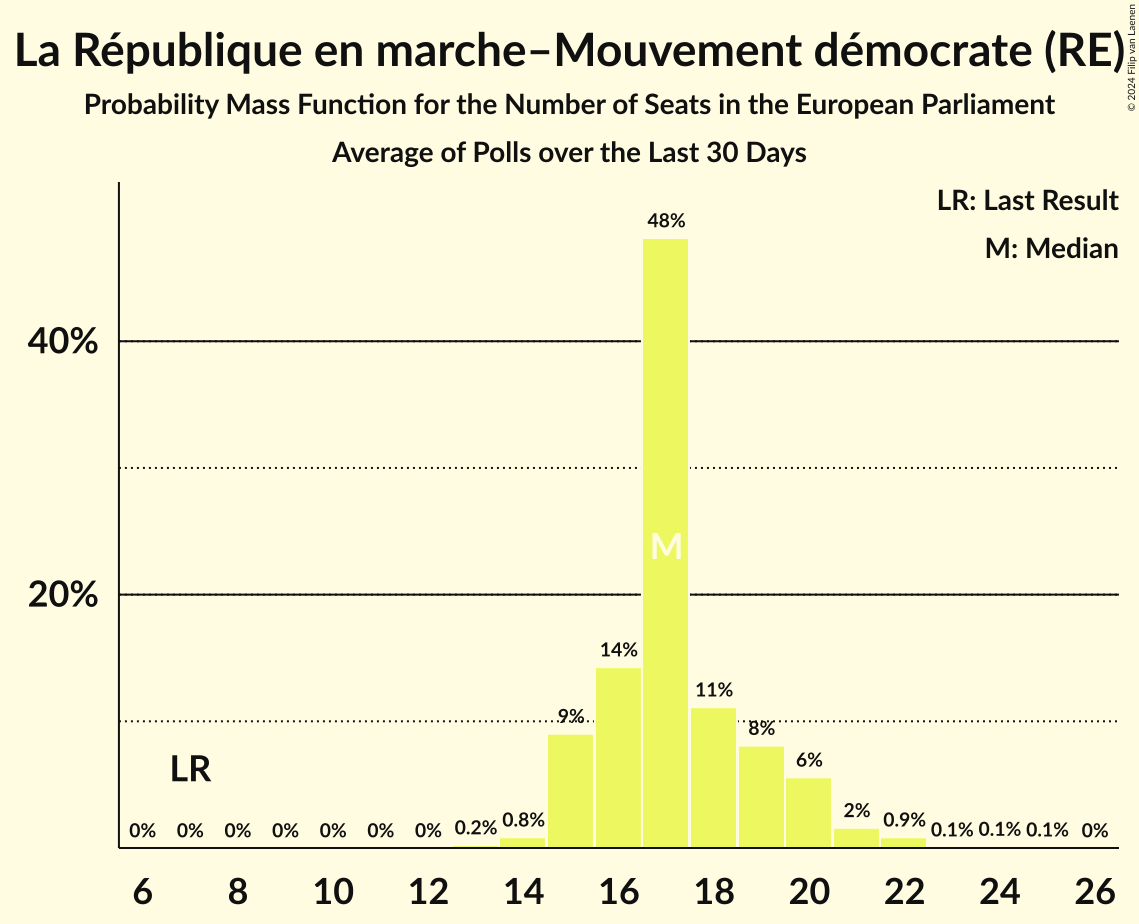 La République en marche–Mouvement démocrate (RE)
Probability Mass Function for the Number of Seats in the European Parliament
Average of Polls over the Last 30 Days
© 2024 Filip van Laenen
LR: Last Result
M: Median
48%
40%
M
20%
14%
11%
9%
8%
LR
6%
2%
0% 0% 0% 0% 0% 0% 0% 0.2% 0.8% 0.9% 0.1% 0.1% 0.1% 0%
6 8 10 12 14 16 18 20 22 24 26